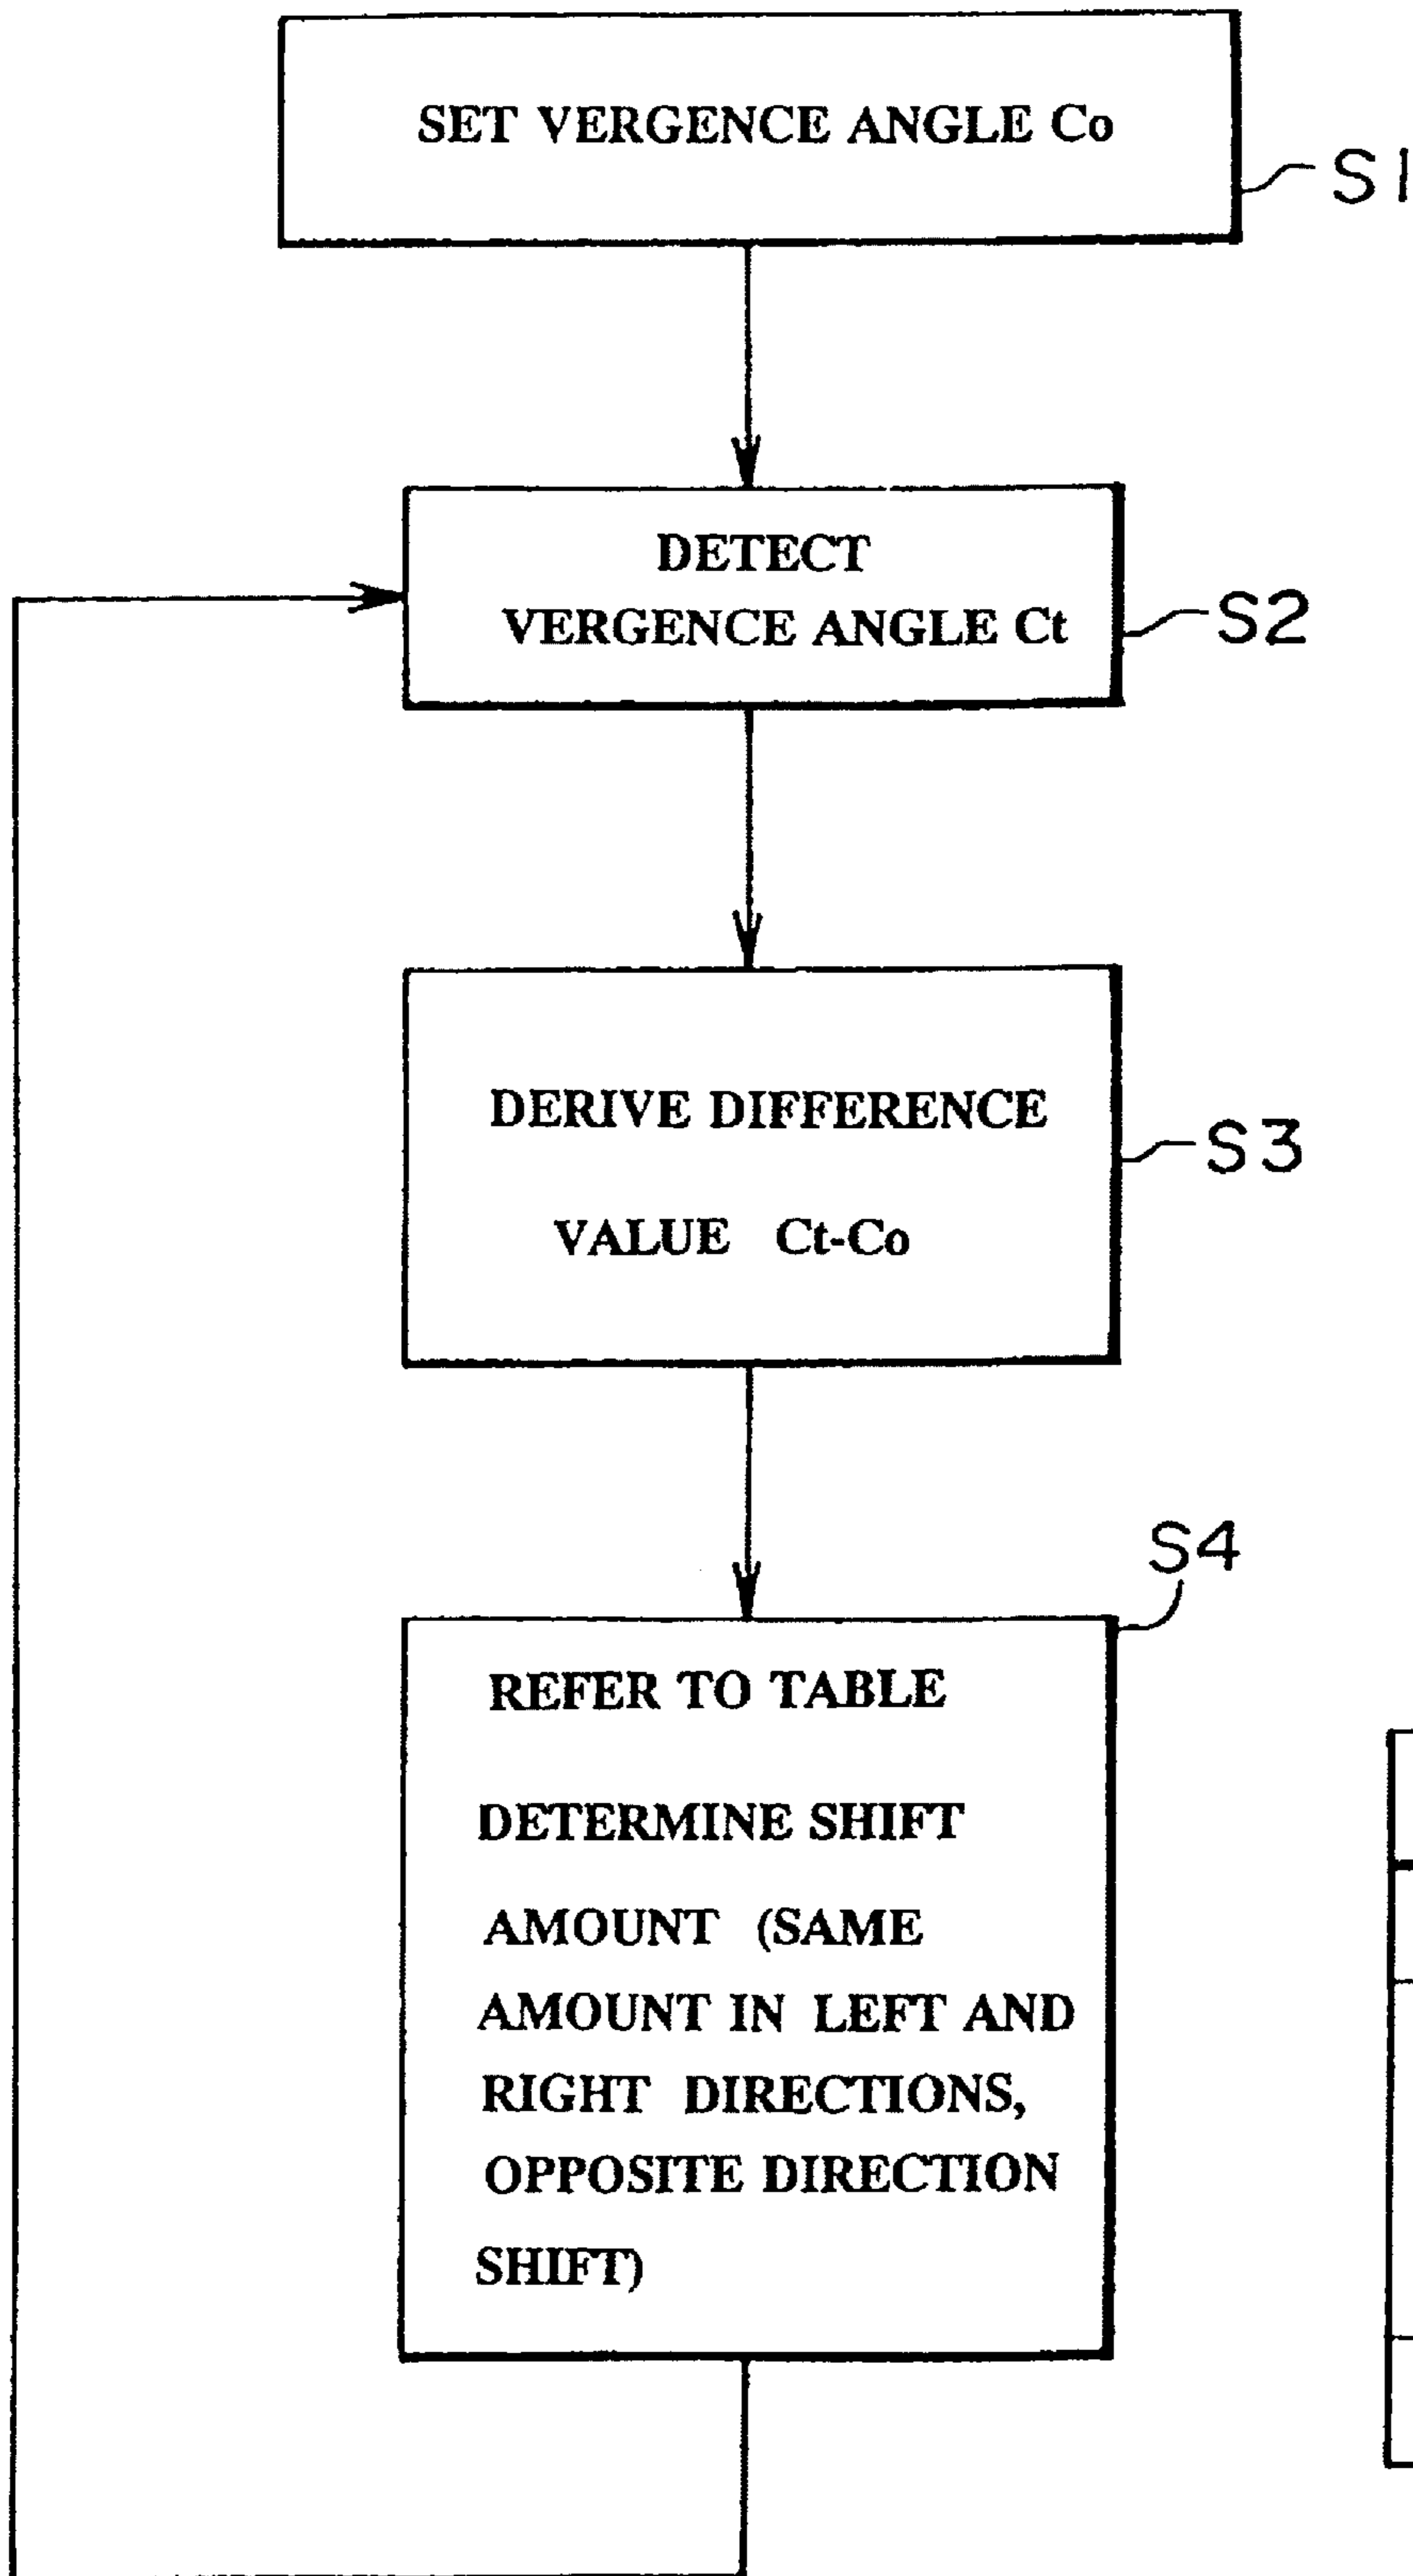 SET VERGENCE ANGLE Co
S1
DETECT
VERGENCE ANGLE Ct
S2
DERIVE DIFFERENCE
VALUE Ct-Co
S3
S4
REFER TO TABLE
DETERMINE SHIFT
AMOUNT (SAME
AMOUNT IN LEFT AND
RIGHT DIRECTIONS,
OPPOSITE DIRECTION
SHIFT)